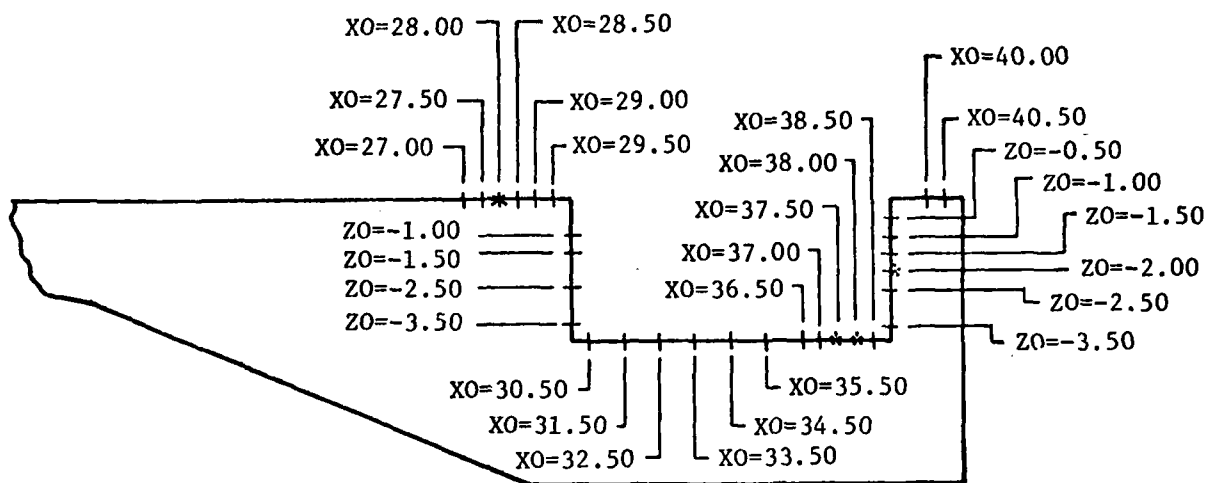 XO=28.00
XO=28.50
XO=27.50
XO=29.00
XO=27.00
XO=29.50
XO=40.00
XO=38.50
XO=40.50
XO=38.00
ZO=-0.50
ZO=-1.00
XO=37.50
ZO=-1.50
ZO=-1.00
ZO=-1.50
XO=37.00
ZO=-2.00
ZO=-2.50
XO=36.50
ZO=-2.50
ZO=-3.50
ZO=-3.50
XO=30.50
XO=35.50
XO=31.50
XO=34.50
XO=32.50
XO=33.50